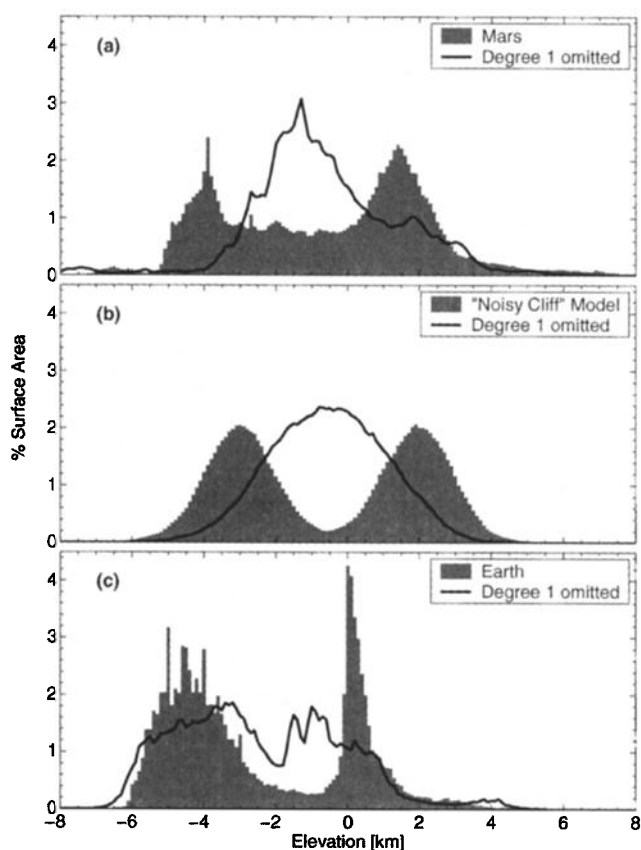 (a)
Mars
Degree 1 omitted
4
3
2
1
0
(b)
"Noisy Cliff" Model
Degree 1 omitted
4
3
2
1
0
% Surface Area
(c)
Earth
Degree 1 omitted
4
3
2
1
0
-8 -6 -4 -2 0 2 4 6 8
Elevation [km]